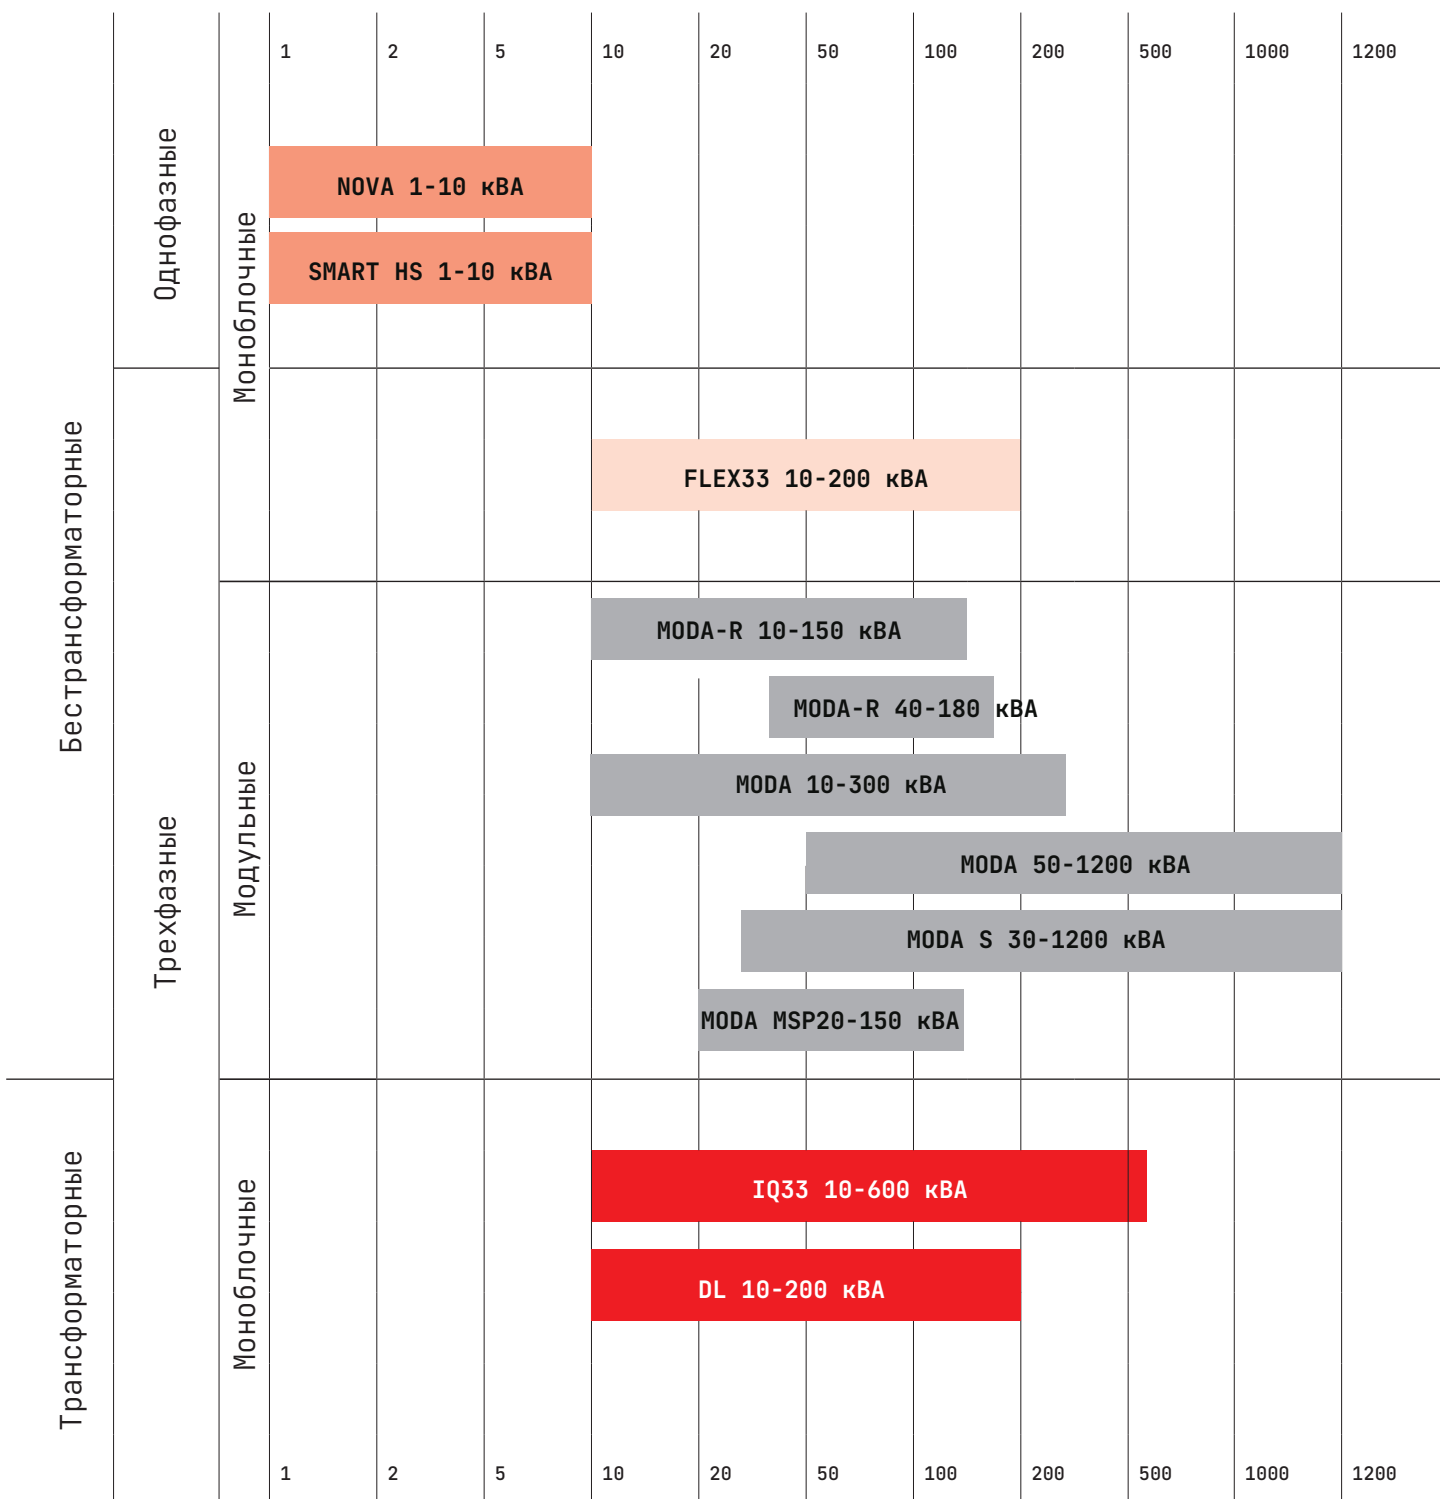 1 2 5 10 20 50 100 200 500 1000 1200
Бестрансформаторные
Однофазные
Моноблочные
NOVA 1-10 кВА
SMART HS 1-10 кВА
Трехфазные
FLEX33 10-200 кВА
Модульные
MODA-R 10-150 кВА
MODA-R 40-180 кВА
MODA 10-300 кВА
MODA 50-1200 кВА
MODA S 30-1200 кВА
MODA MSP20-150 кВА
Трансформаторные
Моноблочные
IQ33 10-600 кВА
DL 10-200 кВА
1 2 5 10 20 50 100 200 500 1000 1200